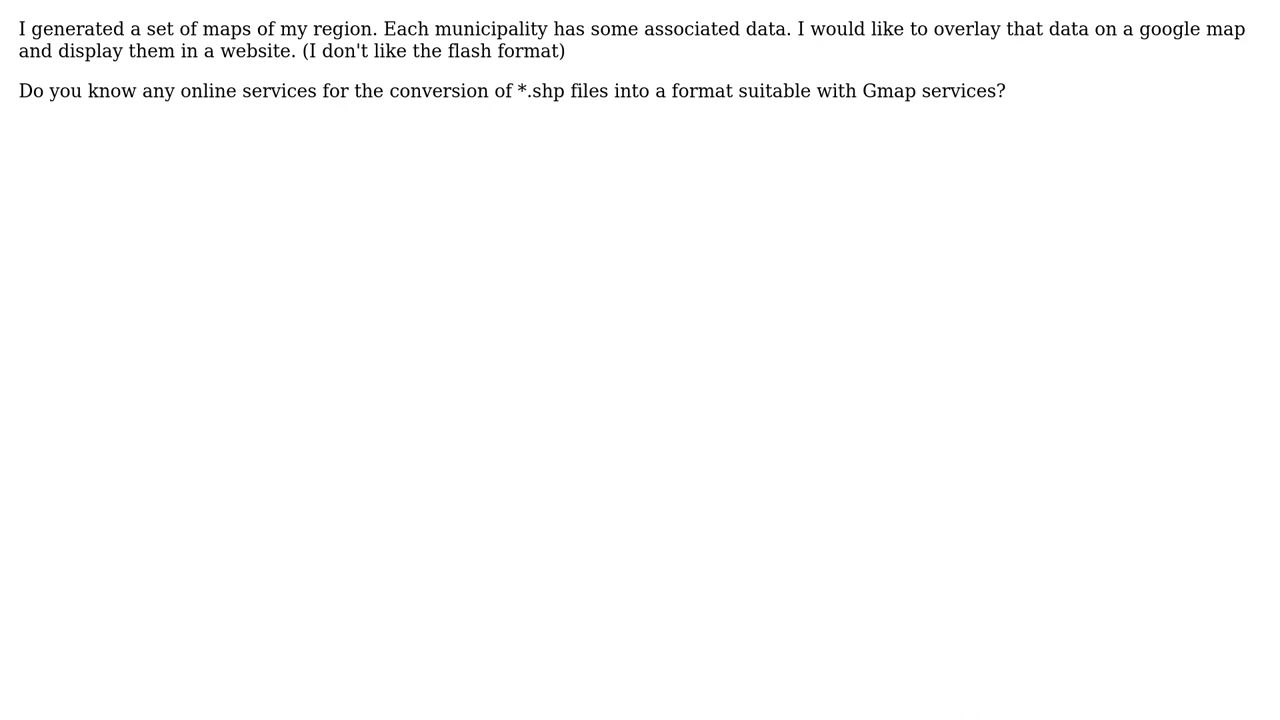 I generated a set of maps of my region. Each municipality has some associated data. I would like to overlay that data on a google map
and display them in a website. (I don't like the flash format)
Do you know any online services for the conversion of *.shp files into a format suitable with Gmap services?